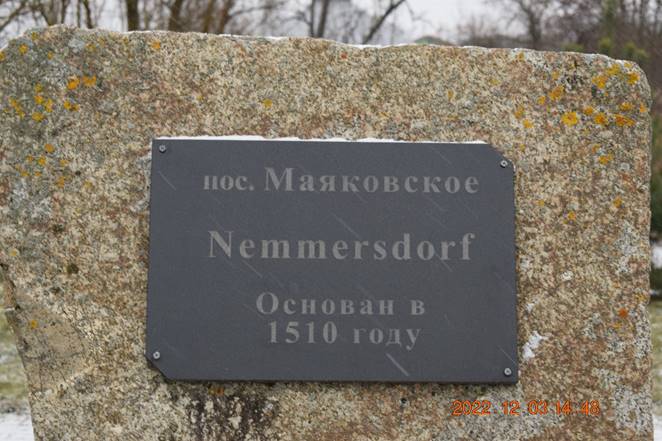 пос. Маяковское
Nemmersdorf
Основан в
1510 году
2022 12 03 14:48